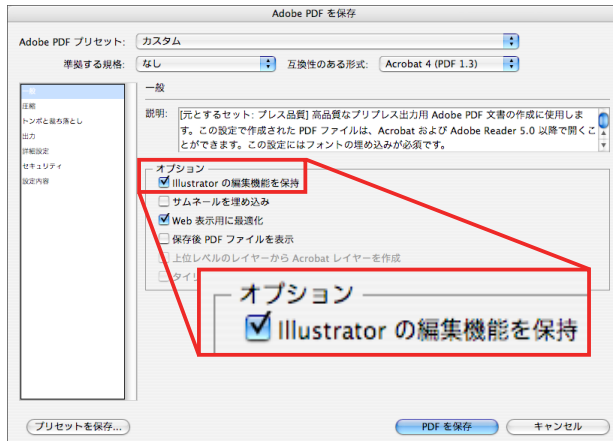 Adobe PDF を保存
Adobe PDF プリセット: カスタム
準拠する規格: なし 互換性のある形式: Acrobat 4 (PDF 1.3)
一般
圧縮
トンボと裁ち落とし
出力
詳細設定
セキュリティ
設定内容
一般
説明: [元とするセット: プレス品質] 高品質なプリプレス出力用 Adobe PDF 文書の作成に使用しま
す。この設定で作成された PDF ファイルは、Acrobat および Adobe Reader 5.0 以降で開くこ
とができます。この設定にはフォントの埋め込みが必須です。
オプション
Illustrator の編集機能を保持
サムネールを埋め込み
Web 表示用に最適化
保存後 PDF ファイルを表示
上位レベルのレイヤーから Acrobat レイヤーを作成
タイリ
オプション
Illustrator の編集機能を保持
プリセットを保存... PDF を保存 キャンセル